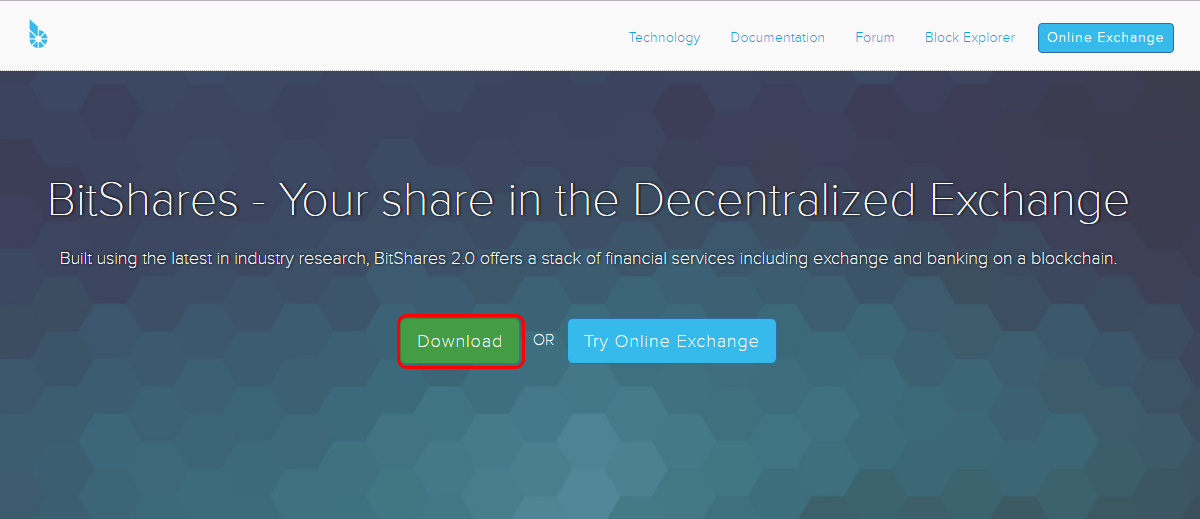 Technology Documentation Forum Block Explorer Online Exchange
BitShares - Your share in the Decentralized Exchange
Built using the latest in industry research, BitShares 2.0 offers a stack of financial services including exchange and banking on a blockchain.
Download OR Try Online Exchange